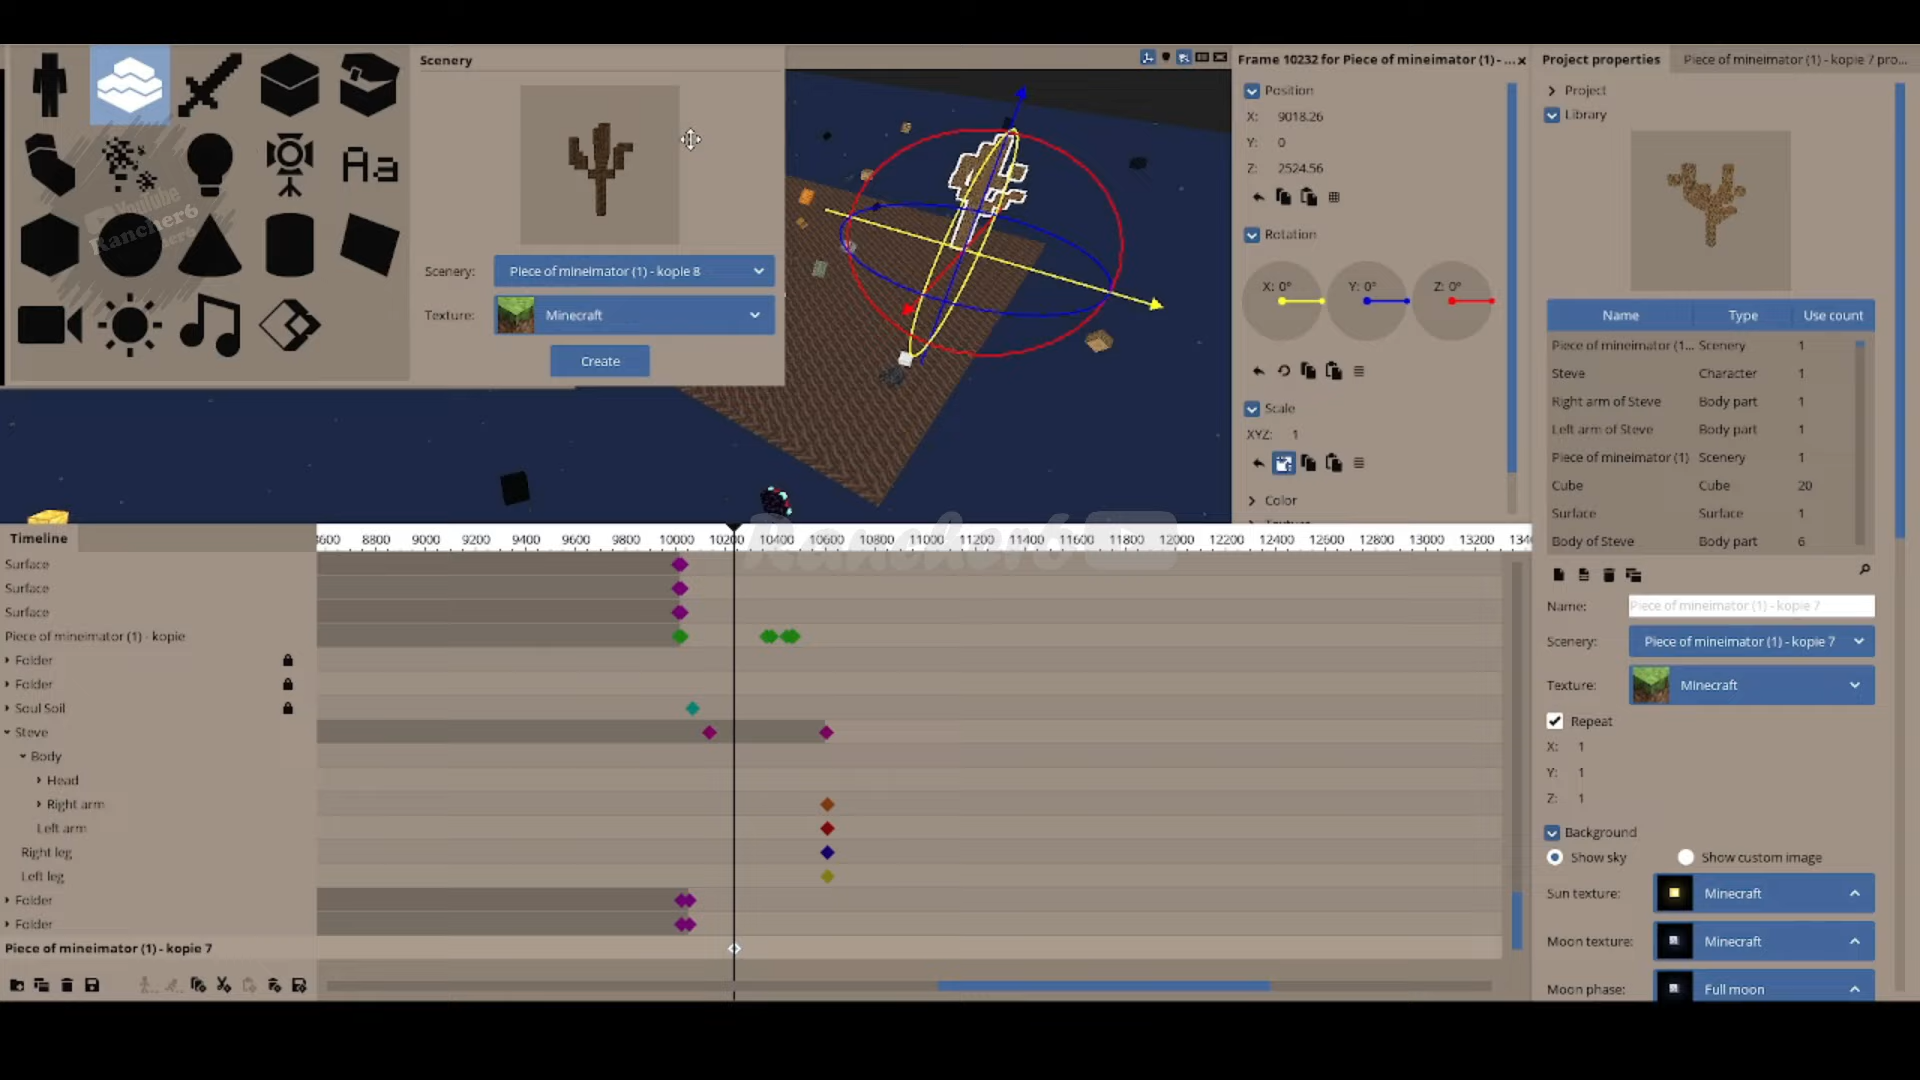 Scenery
Scenery:
Piece of mineimator (1) - kopie 8
Texture:
Minecraft
Create
Aa
YouTube
Rancher6
Frame 10232 for Piece of mineimator (1) - ...
Position
X: 9018.26
Y: 0
Z: 2524.56
Rotation
X: 0°
Y: 0°
Z: 0°
Scale
XYZ: 1
Color
Project properties
Piece of mineimator (1) - kopie 7 pro...
Project
Library
Name Type Use count
Piece of mineimator (1... Scenery 1
Steve Character 1
Right arm of Steve Body part 1
Left arm of Steve Body part 1
Piece of mineimator (1) Scenery 1
Cube Cube 20
Surface Surface 1
Body of Steve Body part 6
Name: Piece of mineimator (1) - kopie 7
Scenery: Piece of mineimator (1) - kopie 7
Texture: Minecraft
Repeat
X: 1
Y: 1
Z: 1
Background
Show sky Show custom image
Sun texture: Minecraft
Moon texture: Minecraft
Moon phase: Full moon
Timeline
8600 8800 9000 9200 9400 9600 9800 10000 10200 10400 10600 10800 11000 11200 11400 11600 11800 12000 12200 12400 12600 12800 13000 13200 134
Rancher6
Surface
Surface
Surface
Piece of mineimator (1) - kopie
Folder
Folder
Soul Soil
Steve
Body
Head
Right arm
Left arm
Right leg
Left leg
Folder
Folder
Piece of mineimator (1) - kopie 7